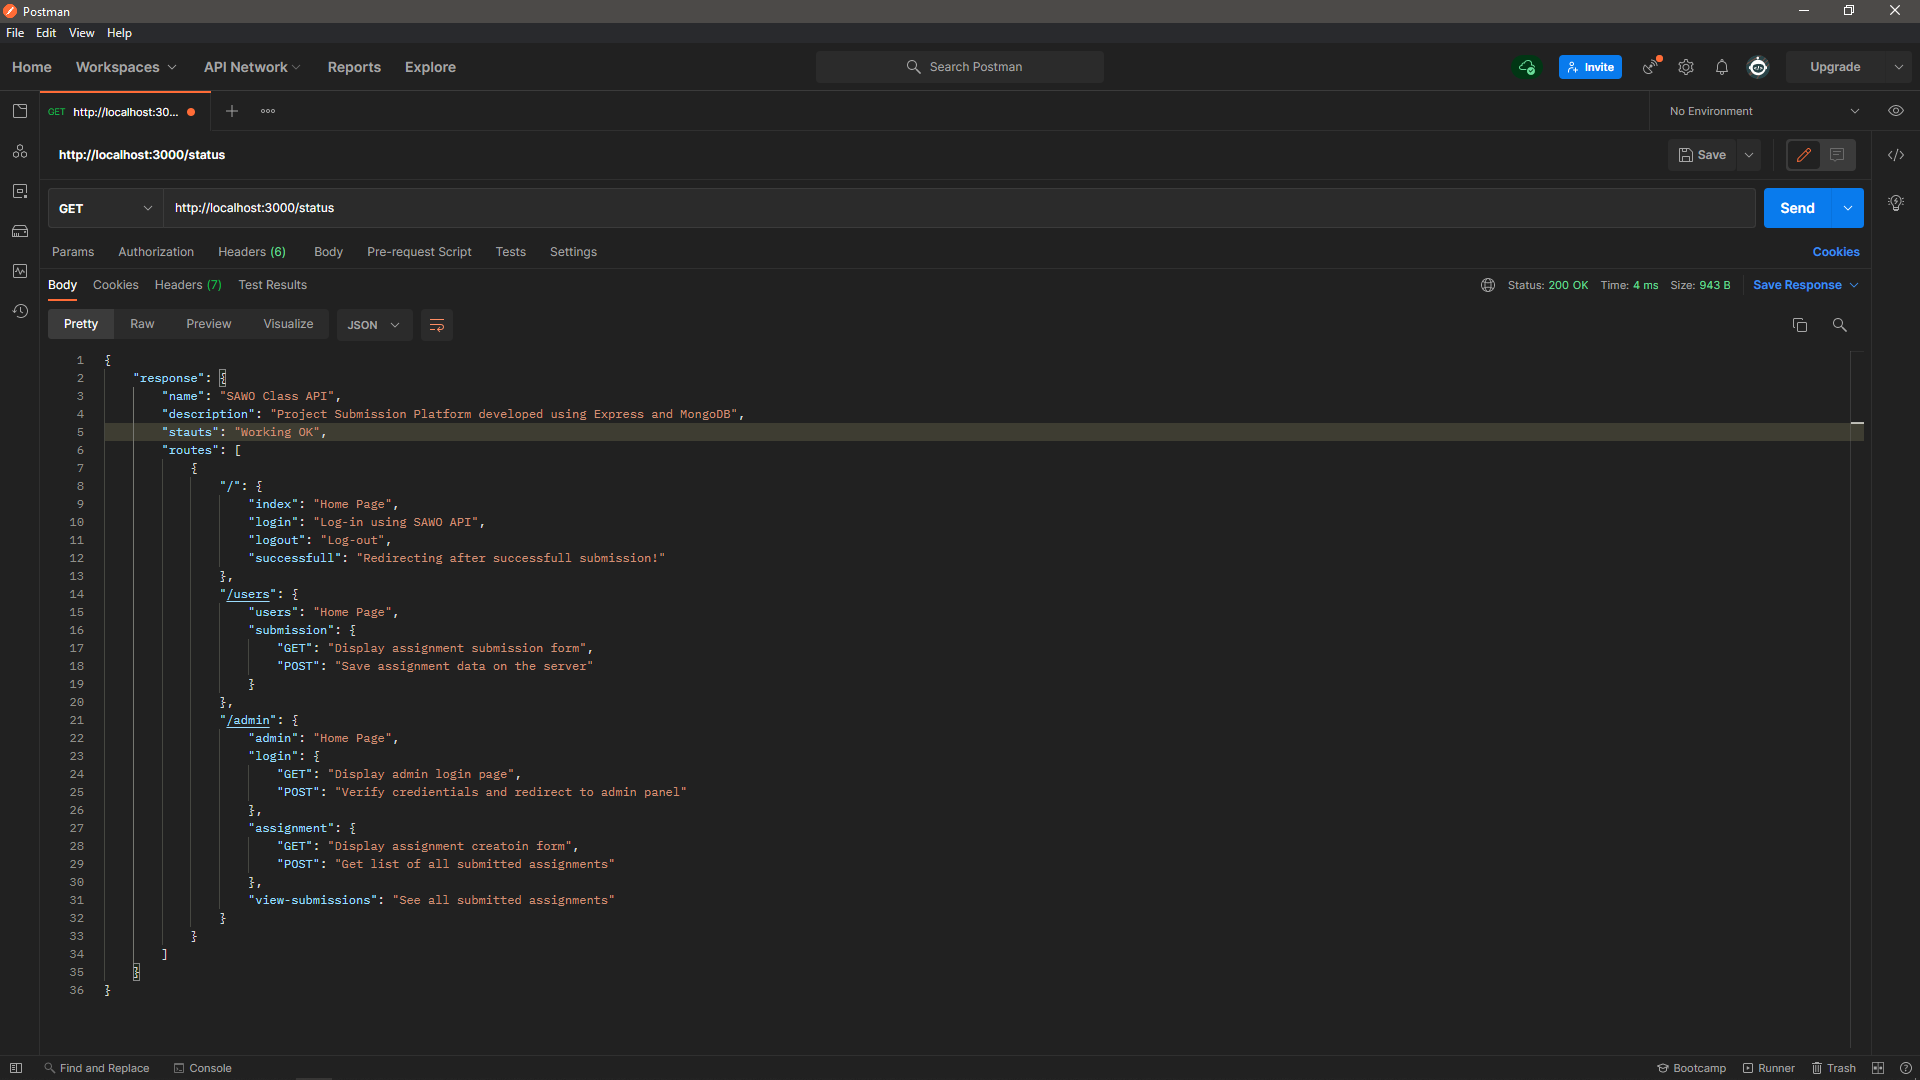 Postman
File Edit View Help
Home Workspaces API Network Reports Explore Search Postman Invite Upgrade
GET http://localhost:30... No Environment
http://localhost:3000/status Save
GET http://localhost:3000/status Send
Params Authorization Headers (6) Body Pre-request Script Tests Settings Cookies
Body Cookies Headers (7) Test Results Status: 200 OK Time: 4 ms Size: 943 B Save Response
Pretty Raw Preview Visualize JSON
1 {
2 "response": {
3 "name": "SAWO Class API",
4 "description": "Project Submission Platform developed using Express and MongoDB",
5 "stauts": "Working OK",
6 "routes": [
7 {
8 "/": {
9 "index": "Home Page",
10 "login": "Log-in using SAWO API",
11 "logout": "Log-out",
12 "successfull": "Redirecting after successfull submission!"
13 },
14 "/users": {
15 "users": "Home Page",
16 "submission": {
17 "GET": "Display assignment submission form",
18 "POST": "Save assignment data on the server"
19 }
20 },
21 "/admin": {
22 "admin": "Home Page",
23 "login": {
24 "GET": "Display admin login page",
25 "POST": "Verify credientials and redirect to admin panel"
26 },
27 "assignment": {
28 "GET": "Display assignment creatoin form",
29 "POST": "Get list of all submitted assignments"
30 },
31 "view-submissions": "See all submitted assignments"
32 }
33 }
34 ]
35 }
36 }
Find and Replace Console Bootcamp Runner Trash